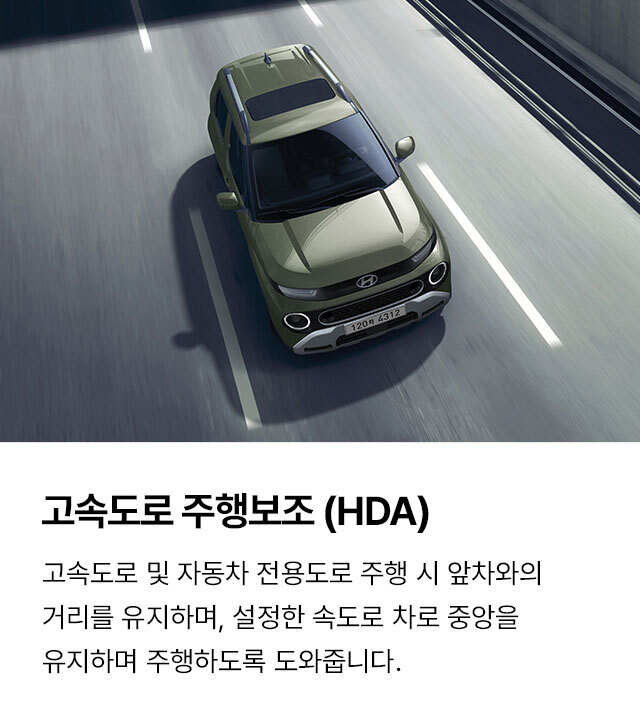 120하 4312
고속도로 주행보조 (HDA)
고속도로 및 자동차 전용도로 주행 시 앞차와의
거리를 유지하며, 설정한 속도로 차로 중앙을
유지하며 주행하도록 도와줍니다.